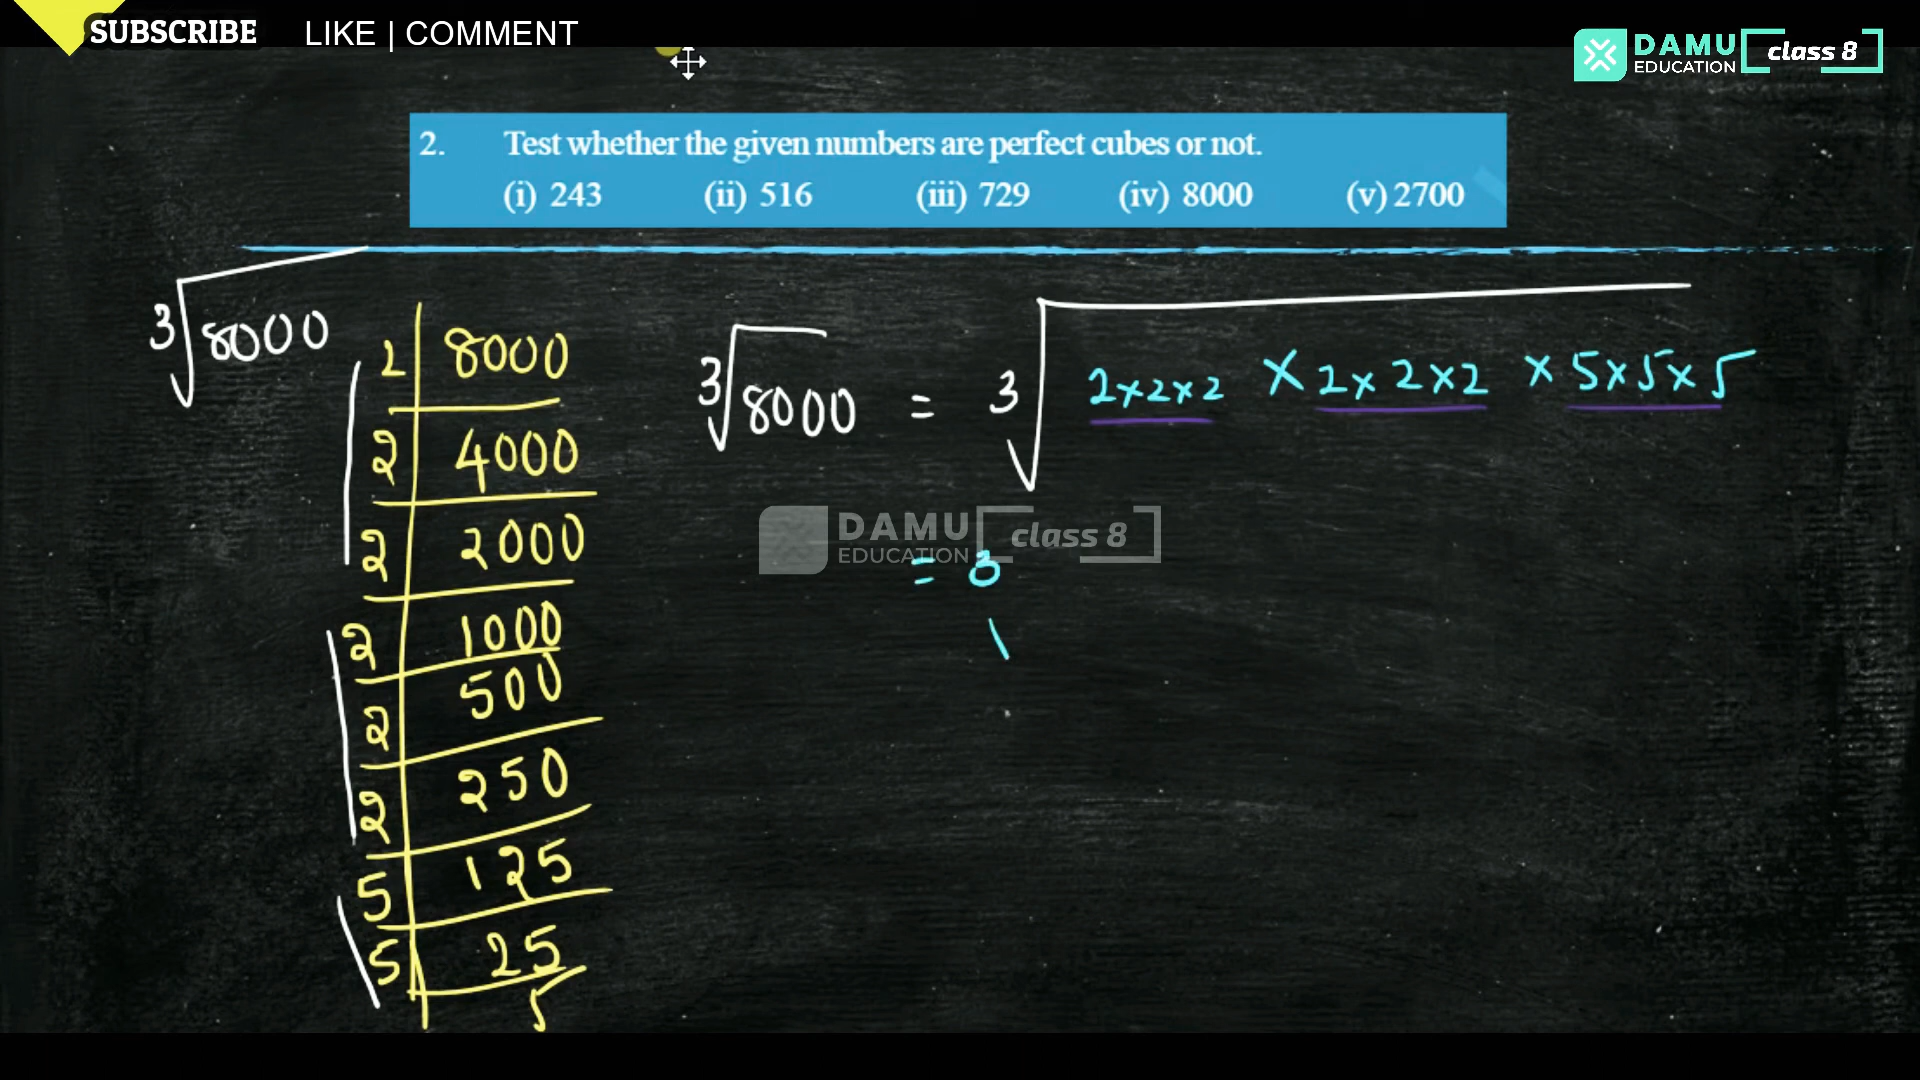 SUBSCRIBE LIKE | COMMENT
DAMU EDUCATION class 8
2. Test whether the given numbers are perfect cubes or not.
(i) 243 (ii) 516 (iii) 729 (iv) 8000 (v) 2700
3√8000
2 | 8000
2 | 4000
2 | 2000
2 | 1000
2 | 500
2 | 250
5 | 125
5 | 25
5
3√8000 = 3√2×2×2 × 2×2×2 × 5×5×5
DAMU EDUCATION class 8
= 3
\